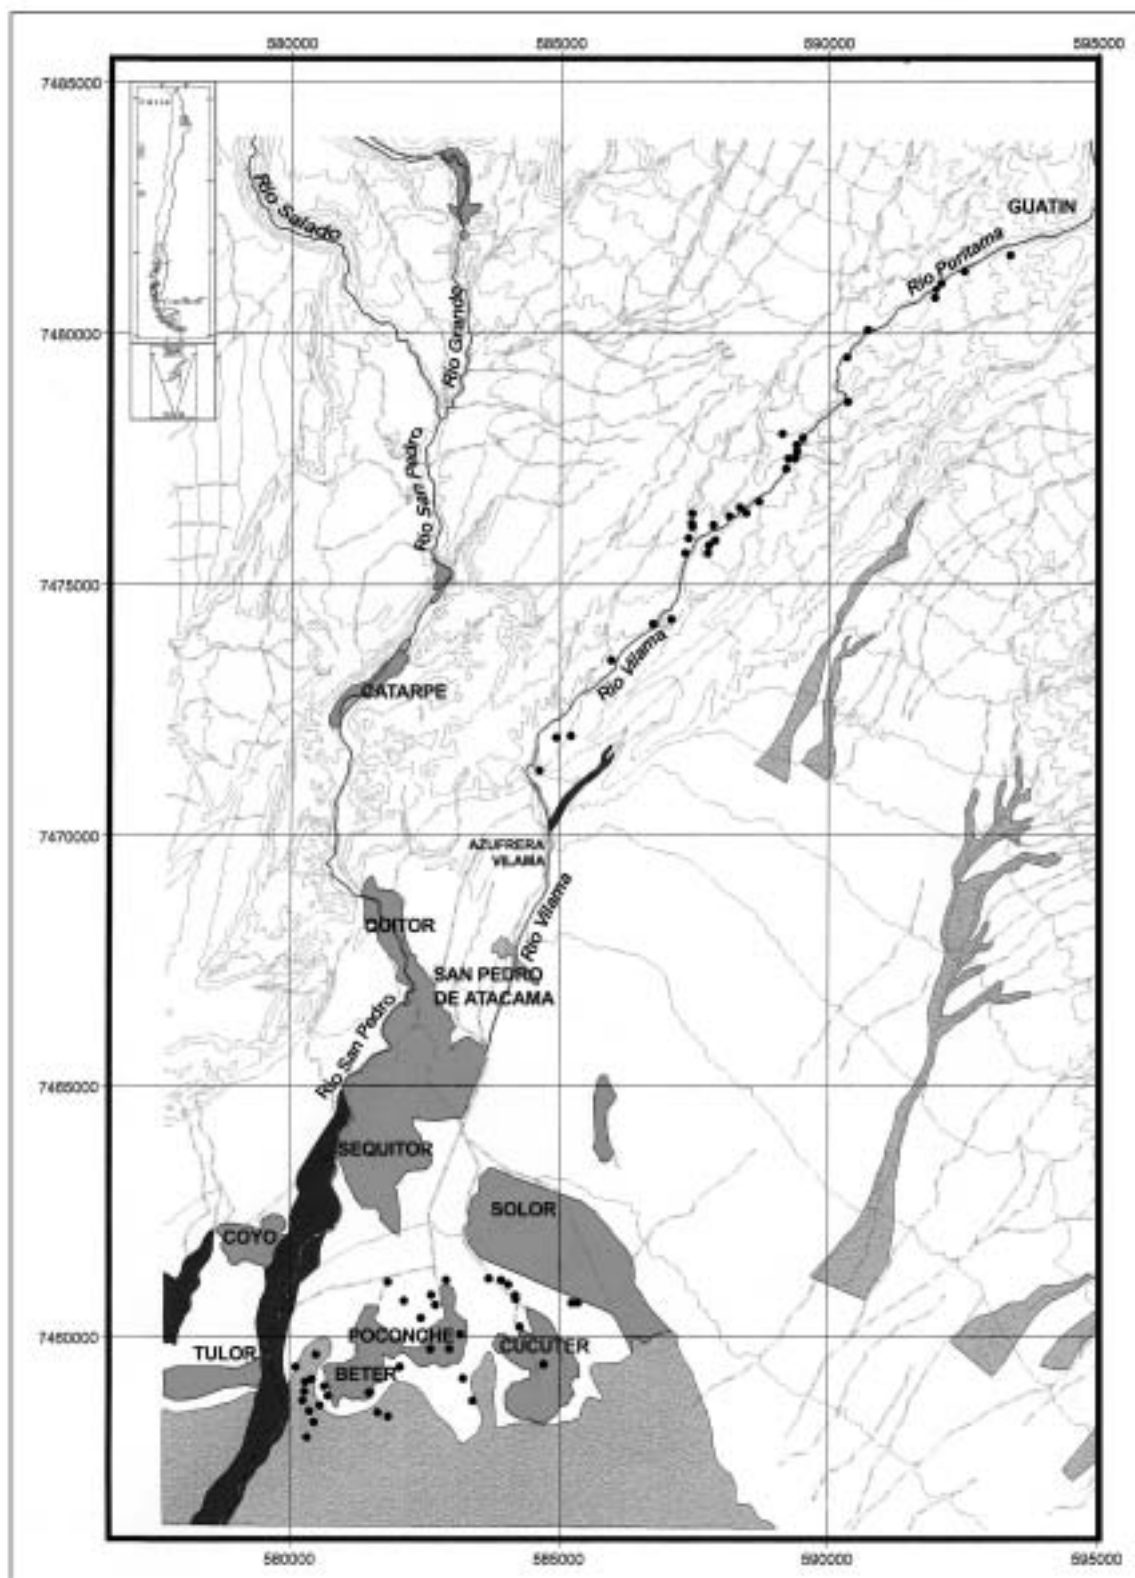 580000 585000 590000 595000
7485000
GUATIN
Río Salado
Río Puritama
Río Grande
7480000
Río San Pedro
7475000
CATARPE
Río Vilama
7470000
AZUFRERA
VILAMA
Río Vilama
QUITOR
SAN PEDRO
DE ATACAMA
Río San Pedro
7465000
SEQUITOR
SOLOR
COYO
7460000
POCONCHE
CUCUTER
TULOR
BETER
580000 585000 590000 595000